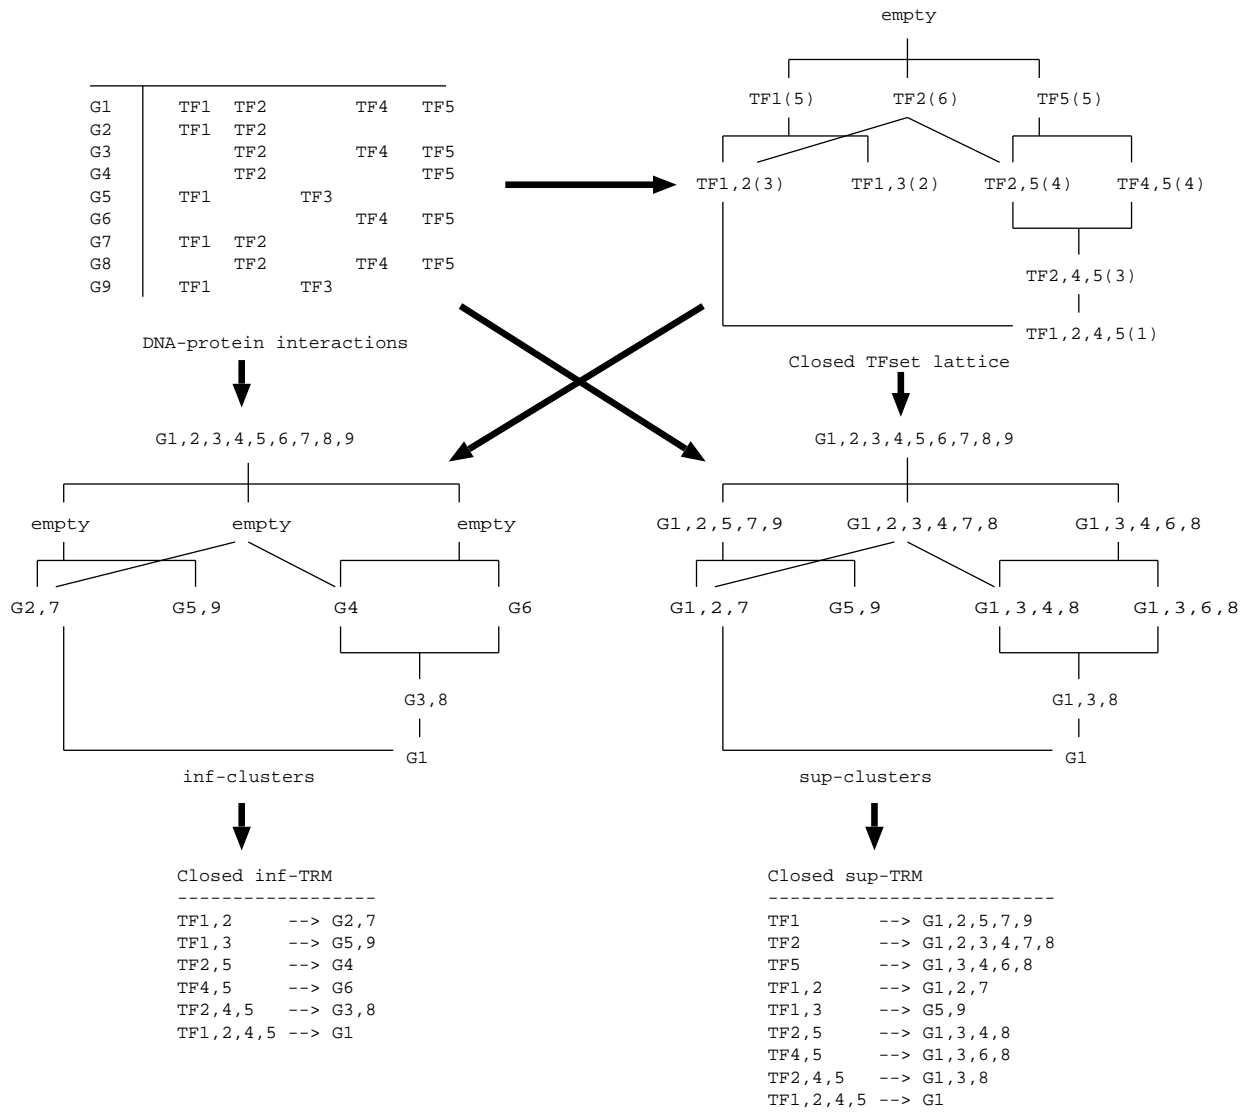 empty
TF1(5) TF2(6) TF5(5)
TF1,2(3) TF1,3(2) TF2,5(4) TF4,5(4)
TF2,4,5(3)
TF1,2,4,5(1)
Closed TFset lattice
G1 TF1 TF2 TF4 TF5
G2 TF1 TF2
G3 TF2 TF4 TF5
G4 TF2 TF5
G5 TF1 TF3
G6 TF4 TF5
G7 TF1 TF2
G8 TF2 TF4 TF5
G9 TF1 TF3
DNA-protein interactions
G1,2,3,4,5,6,7,8,9
empty empty empty
G2,7 G5,9 G4 G6
G3,8
G1
inf-clusters
G1,2,3,4,5,6,7,8,9
G1,2,5,7,9 G1,2,3,4,7,8 G1,3,4,6,8
G1,2,7 G5,9 G1,3,4,8 G1,3,6,8
G1,3,8
G1
sup-clusters
Closed inf-TRM
------------------
TF1,2 --> G2,7
TF1,3 --> G5,9
TF2,5 --> G4
TF4,5 --> G6
TF2,4,5 --> G3,8
TF1,2,4,5 --> G1
Closed sup-TRM
--------------------------
TF1 --> G1,2,5,7,9
TF2 --> G1,2,3,4,7,8
TF5 --> G1,3,4,6,8
TF1,2 --> G1,2,7
TF1,3 --> G5,9
TF2,5 --> G1,3,4,8
TF4,5 --> G1,3,6,8
TF2,4,5 --> G1,3,8
TF1,2,4,5 --> G1